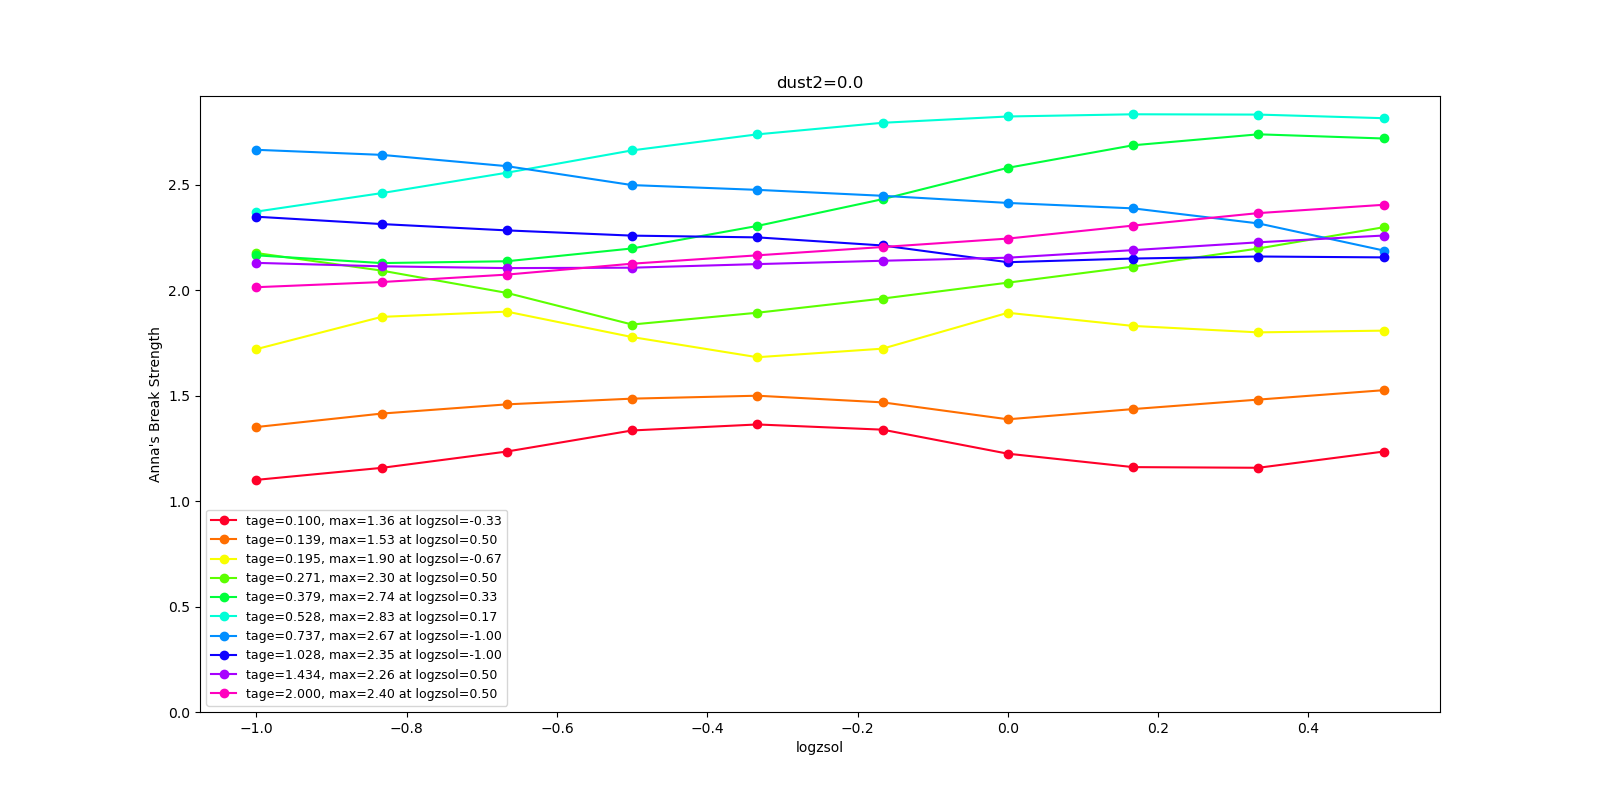 dust2=0.0
Anna's Break Strength
2.5
2.0
1.5
1.0
0.5
0.0
tage=0.100, max=1.36 at logzsol=-0.33
tage=0.139, max=1.53 at logzsol=0.50
tage=0.195, max=1.90 at logzsol=-0.67
tage=0.271, max=2.30 at logzsol=0.50
tage=0.379, max=2.74 at logzsol=0.33
tage=0.528, max=2.83 at logzsol=0.17
tage=0.737, max=2.67 at logzsol=-1.00
tage=1.028, max=2.35 at logzsol=-1.00
tage=1.434, max=2.26 at logzsol=0.50
tage=2.000, max=2.40 at logzsol=0.50
−1.0 −0.8 −0.6 −0.4 −0.2 0.0 0.2 0.4
logzsol